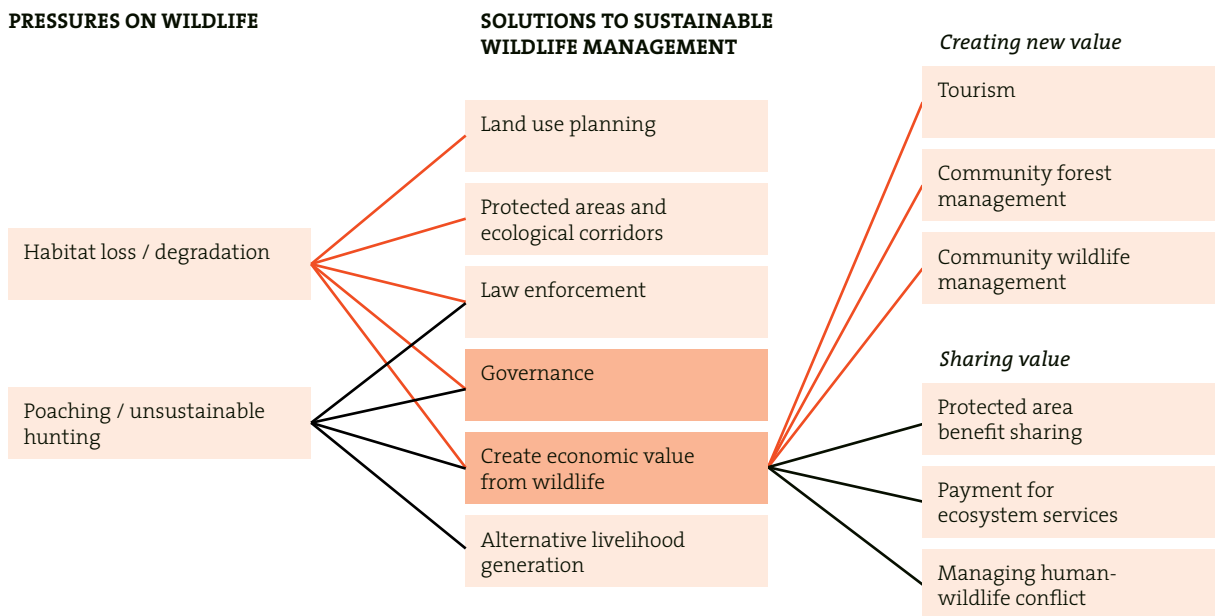 PRESSURES ON WILDLIFE
Habitat loss / degradation
Poaching / unsustainable
hunting
SOLUTIONS TO SUSTAINABLE
WILDLIFE MANAGEMENT
Land use planning
Protected areas and
ecological corridors
Law enforcement
Governance
Create economic value
from wildlife
Alternative livelihood
generation
Creating new value
Tourism
Community forest
management
Community wildlife
management
Sharing value
Protected area
benefit sharing
Payment for
ecosystem services
Managing human-
wildlife conflict